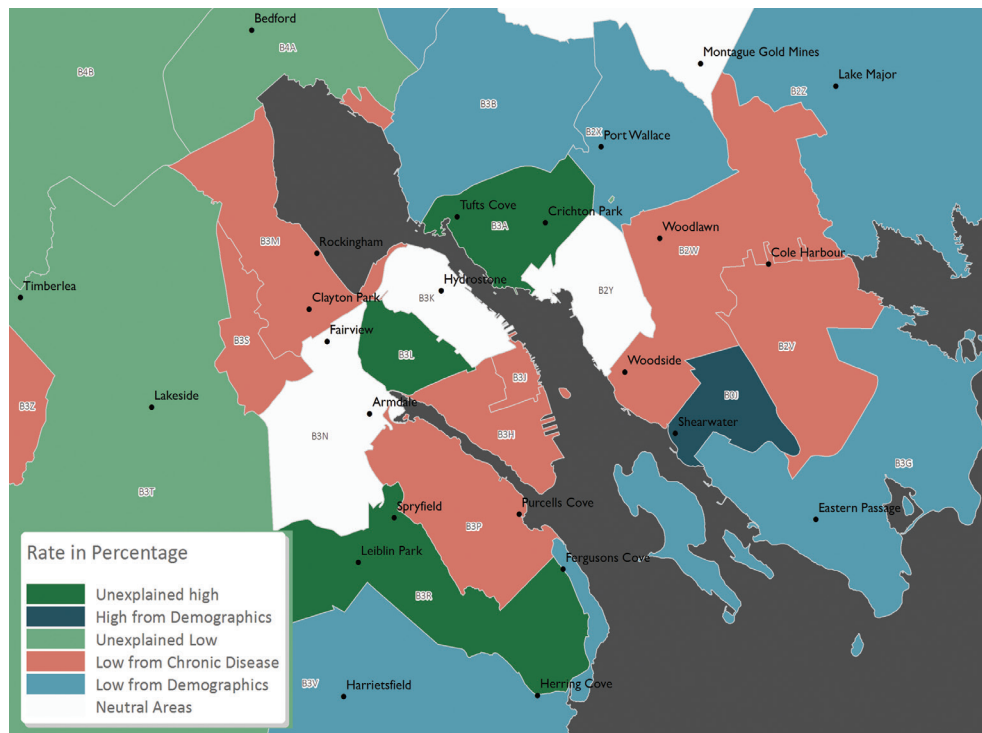 Bedford
B4A
B4B
Montague Gold Mines
Lake Major
B2Z
B3B
B2X
Port Wallace
Tufts Cove
B3A
Crichton Park
Woodlawn
B2W
Cole Harbour
B3M
Rockingham
Timberlea
Hydrostone
B3K
B2Y
Clayton Park
B3S
Fairview
B3L
B2V
Woodside
B3J
B3Z
Lakeside
Armdale
B0J
B3N
B3H
Shearwater
B3G
B3T
Spryfield
Purcells Cove
B3P
Eastern Passage
Leiblin Park
Fergusons Cove
B3R
B3V
Harrietsfield
Herring Cove
Rate in Percentage
Unexplained high
High from Demographics
Unexplained Low
Low from Chronic Disease
Low from Demographics
Neutral Areas